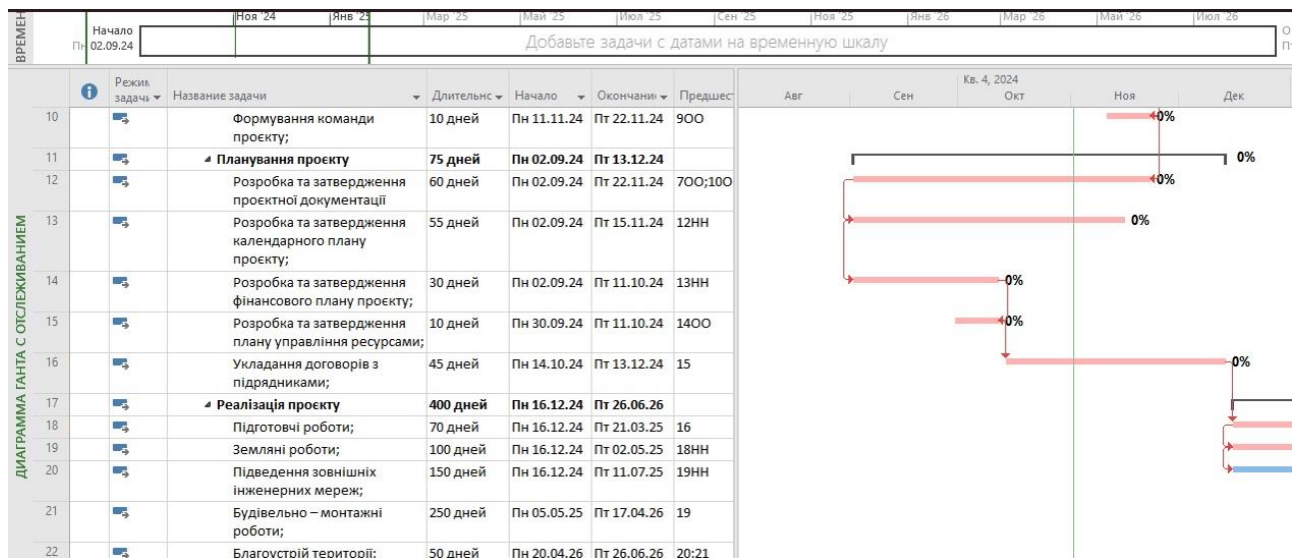 ВРЕМЕН
Ноя '24 Янв '25 Мар '25 Май '25 Июл '25 Сен '25 Ноя '25 Янв '26 Мар '26 Май '26 Июл '26
Начало
Пн 02.09.24
Добавьте задачи с датами на временную шкалу
ДИАГРАММА ГАНТА С ОТСЛЕЖИВАНИЕМ
Режим задачи Название задачи Длительнс Начало Окончани Предшес
Кв. 4, 2024
Авг Сен Окт Ноя Дек
10 Формування команди 10 дней Пн 11.11.24 Пт 22.11.24 9ОО 0%
проєкту;
11 Планування проєкту 75 дней Пн 02.09.24 Пт 13.12.24 0%
12 Розробка та затвердження 60 дней Пн 02.09.24 Пт 22.11.24 7ОО;10О 0%
проєктної документації
13 Розробка та затвердження 55 дней Пн 02.09.24 Пт 15.11.24 12НН 0%
календарного плану
проєкту;
14 Розробка та затвердження 30 дней Пн 02.09.24 Пт 11.10.24 13НН 0%
фінансового плану проєкту;
15 Розробка та затвердження 10 дней Пн 30.09.24 Пт 11.10.24 14ОО 0%
плану управління ресурсами;
16 Укладання договорів з 45 дней Пн 14.10.24 Пт 13.12.24 15 0%
підрядниками;
17 Реалізація проєкту 400 дней Пн 16.12.24 Пт 26.06.26
18 Підготовчі роботи; 70 дней Пн 16.12.24 Пт 21.03.25 16
19 Земляні роботи; 100 дней Пн 16.12.24 Пт 02.05.25 18НН
20 Підведення зовнішніх 150 дней Пн 16.12.24 Пт 11.07.25 19НН
інженерних мереж;
21 Будівельно – монтажні 250 дней Пн 05.05.25 Пт 17.04.26 19
роботи;
22 Благоустрій території; 50 дней Пн 20.04.26 Пт 26.06.26 20;21